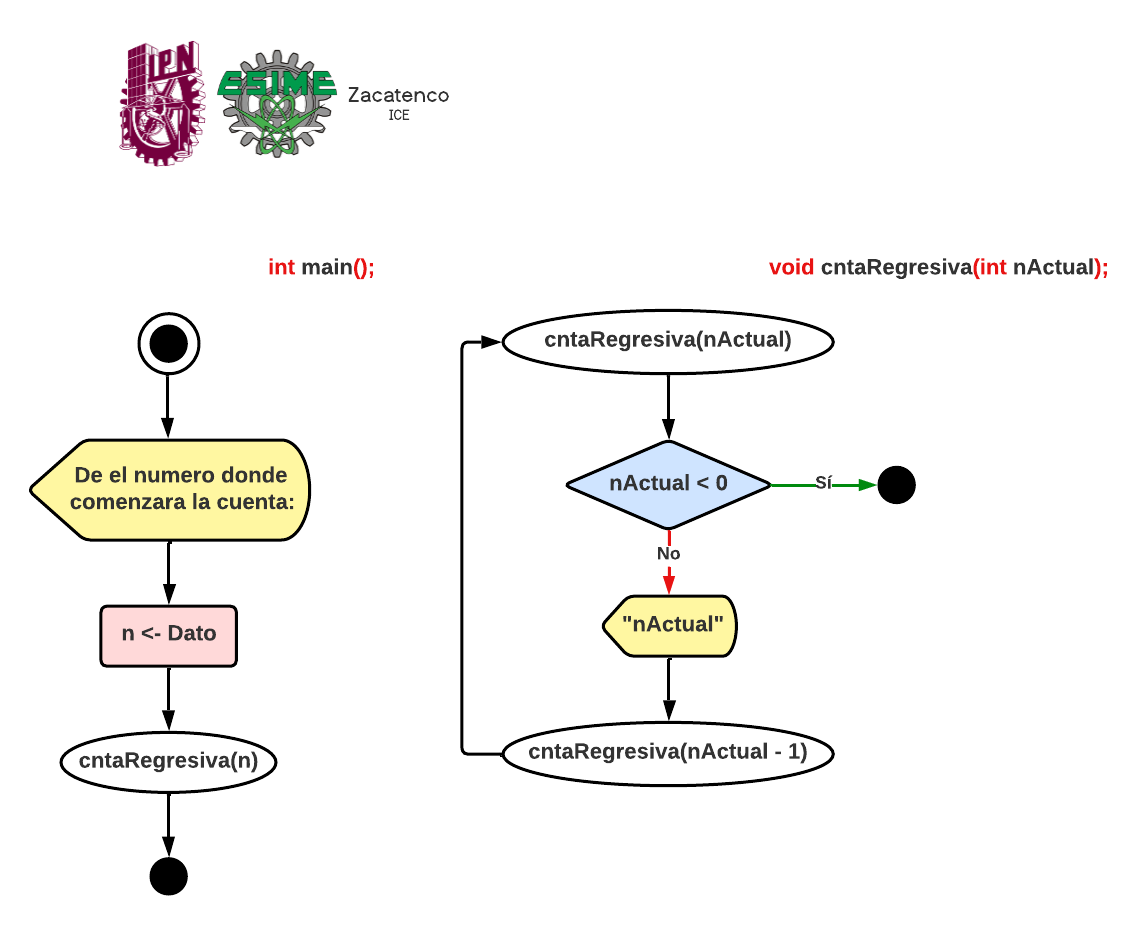 IPN
ESIME
Zacatenco
ICE
int main();
void cntaRegresiva(int nActual);
De el numero donde
comenzara la cuenta:
n <- Dato
cntaRegresiva(n)
cntaRegresiva(nActual)
nActual < 0
Sí
No
"nActual"
cntaRegresiva(nActual - 1)